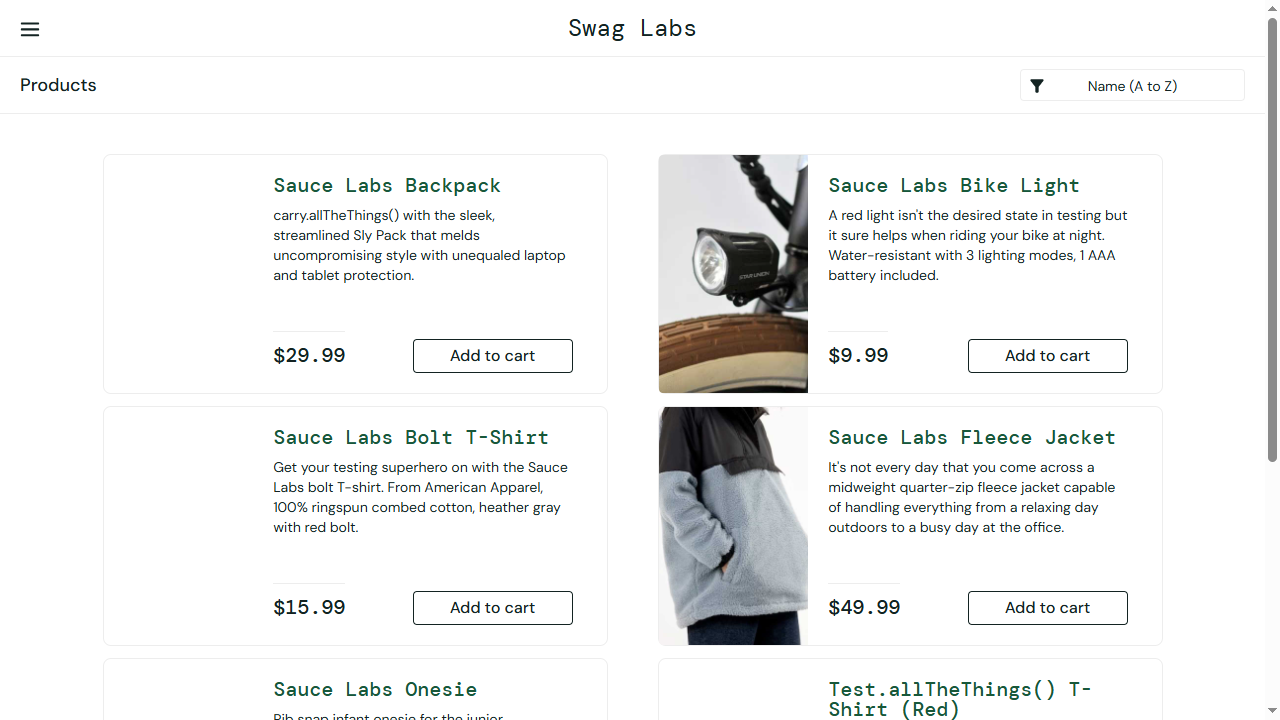 Swag Labs
Products
Name (A to Z)
Sauce Labs Backpack
carry.allTheThings() with the sleek,
streamlined Sly Pack that melds
uncompromising style with unequaled laptop
and tablet protection.
$29.99
Add to cart
Sauce Labs Bike Light
A red light isn't the desired state in testing but
it sure helps when riding your bike at night.
Water-resistant with 3 lighting modes, 1 AAA
battery included.
$9.99
Add to cart
Sauce Labs Bolt T-Shirt
Get your testing superhero on with the Sauce
Labs bolt T-shirt. From American Apparel,
100% ringspun combed cotton, heather gray
with red bolt.
$15.99
Add to cart
Sauce Labs Fleece Jacket
It's not every day that you come across a
midweight quarter-zip fleece jacket capable
of handling everything from a relaxing day
outdoors to a busy day at the office.
$49.99
Add to cart
Sauce Labs Onesie
Rib snap infant onesie for the junior
Test.allTheThings() T-
Shirt (Red)